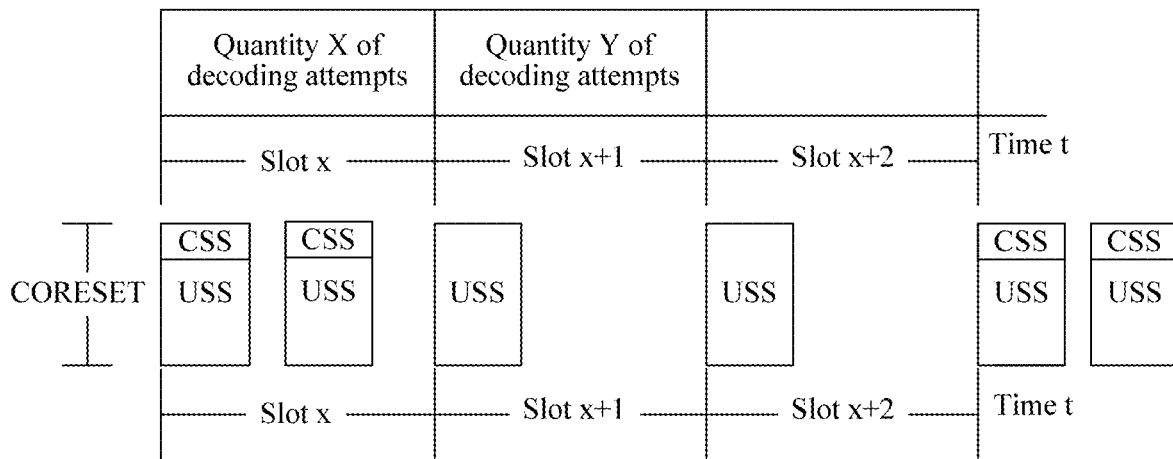 Quantity X of
decoding attempts
Quantity Y of
decoding attempts
Slot x
Slot x+1
Slot x+2
Time t
CSS
CSS
CSS
CSS
CORESET
USS
USS
USS
USS
USS
USS
Slot x
Slot x+1
Slot x+2
Time t